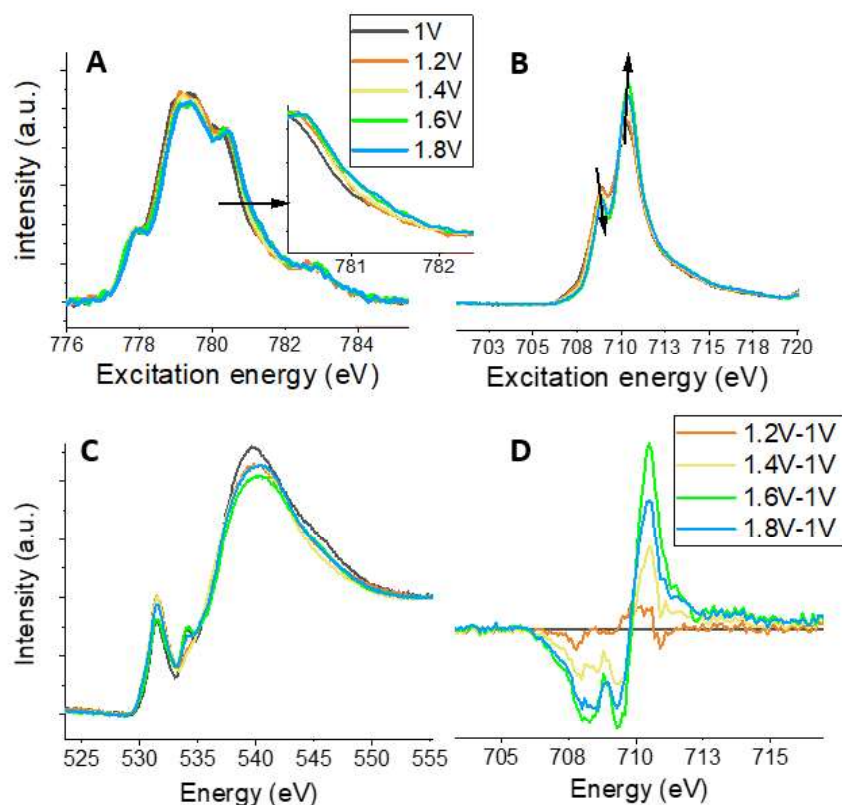 A
1V
1.2V
1.4V
1.6V
1.8V
intensity (a.u.)
781 782
776 778 780 782 784
Excitation energy (eV)
B
703 705 708 710 713 715 718 720
Excitation energy (eV)
C
Intensity (a.u.)
525 530 535 540 545 550 555
Energy (eV)
D
1.2V-1V
1.4V-1V
1.6V-1V
1.8V-1V
705 708 710 713 715
Energy (eV)